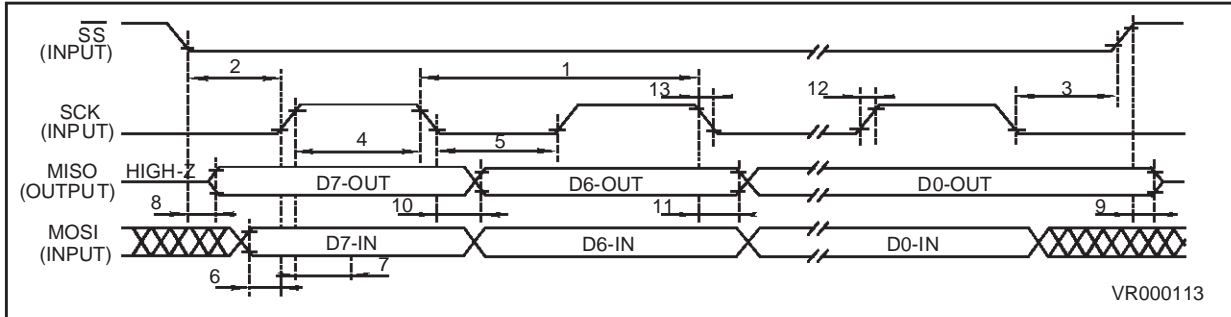 SS
(INPUT)
2
1
13
12
3
SCK
(INPUT)
4
5
MISO
(OUTPUT)
HIGH-Z
D7-OUT
D6-OUT
D0-OUT
8
10
11
9
MOSI
(INPUT)
D7-IN
D6-IN
D0-IN
6
7
VR000113